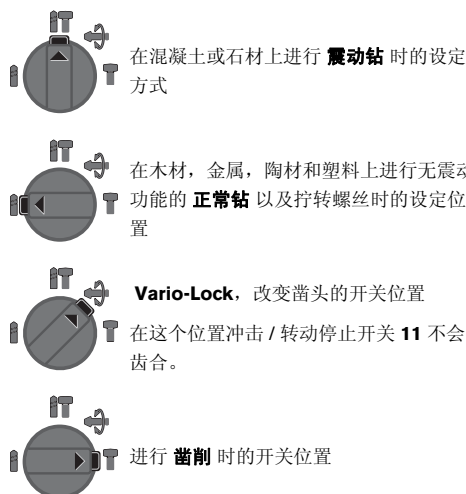 在混凝土或石材上进行 震动钻 时的设定
方式
在木材，金属，陶材和塑料上进行无震动
功能的 正常钻 以及拧转螺丝时的设定位
置
Vario-Lock，改变凿头的开关位置
在这个位置冲击 / 转动停止开关 11 不会
齿合。
进行 凿削 时的开关位置